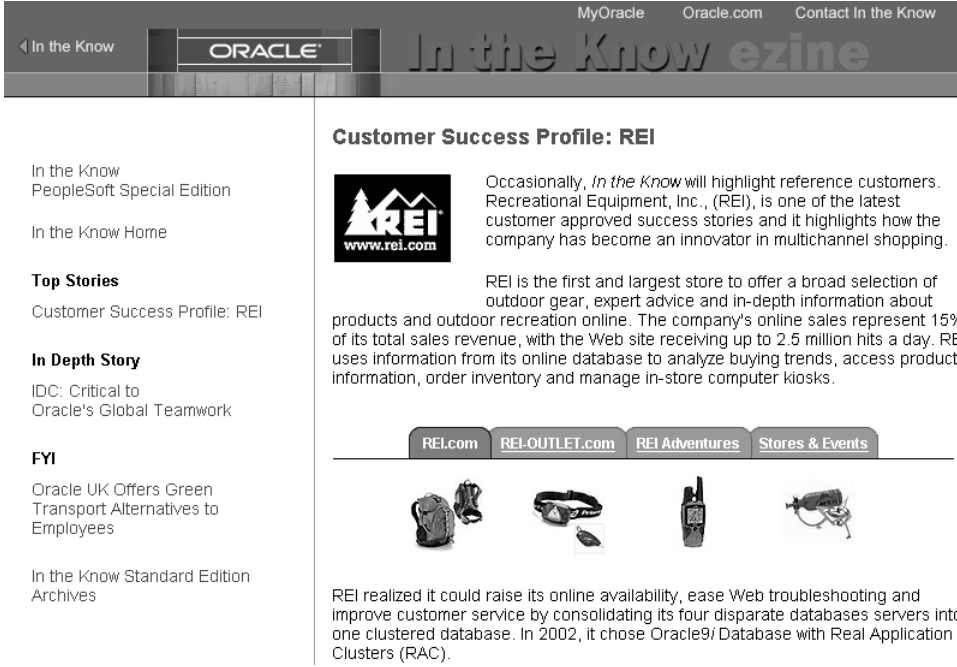 MyOracle Oracle.com Contact In the Know
In the Know
ORACLE
In the Know ezine
In the Know
PeopleSoft Special Edition
In the Know Home
Top Stories
Customer Success Profile: REI
In Depth Story
IDC: Critical to
Oracle's Global Teamwork
FYI
Oracle UK Offers Green
Transport Alternatives to
Employees
In the Know Standard Edition
Archives
Customer Success Profile: REI
REI
www.rei.com
Occasionally, In the Know will highlight reference customers.
Recreational Equipment, Inc., (REI), is one of the latest
customer approved success stories and it highlights how the
company has become an innovator in multichannel shopping.
REI is the first and largest store to offer a broad selection of
outdoor gear, expert advice and in-depth information about
products and outdoor recreation online. The company's online sales represent 15%
of its total sales revenue, with the Web site receiving up to 2.5 million hits a day. RE
uses information from its online database to analyze buying trends, access product
information, order inventory and manage in-store computer kiosks.
REI.com REI-OUTLET.com REI Adventures Stores & Events
REI realized it could raise its online availability, ease Web troubleshooting and
improve customer service by consolidating its four disparate databases servers into
one clustered database. In 2002, it chose Oracle9i Database with Real Application
Clusters (RAC).